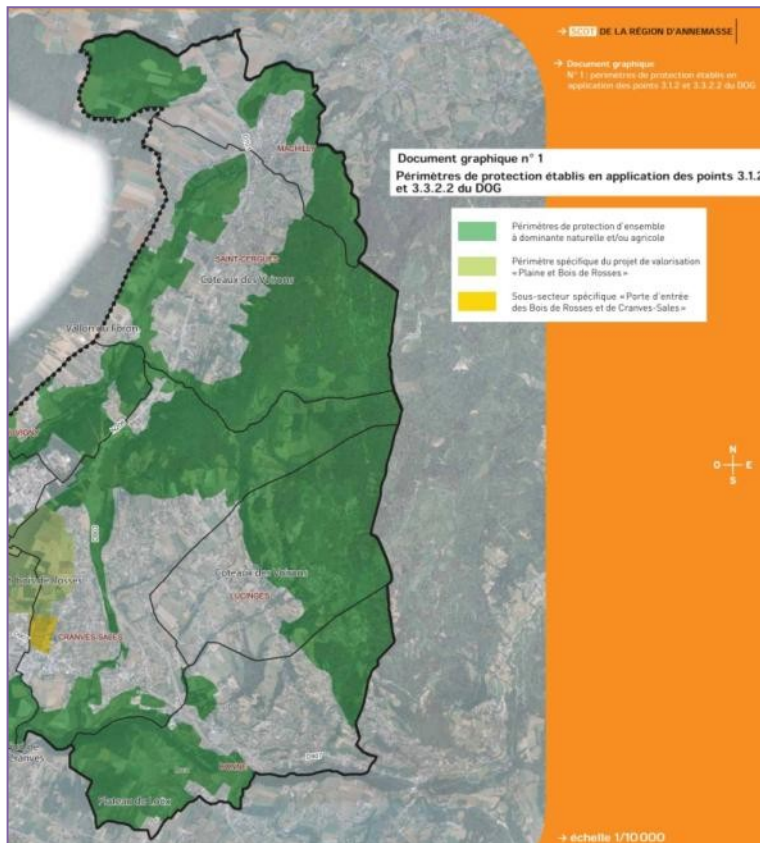 → SCOT DE LA RÉGION D'ANNEMASSE
→ Document graphique
N° 1 : périmètres de protection établis en
application des points 3.1.2 et 3.3.2.2 du DOG
Document graphique n° 1
Périmètres de protection établis en application des points 3.1.2
et 3.3.2.2 du DOG
Périmètres de protection d'ensemble
à dominante naturelle et/ou agricole
Périmètre spécifique du projet de valorisation
« Plaine et Bois de Rosses »
Sous-secteur spécifique « Porte d'entrée
des Bois de Rosses et de Cranves-Sales »
MACHILLY
SAINT-CERGUES
Coteaux des Voirons
Vallon du Foron
N
O E
S
Bois de Rosses
Coteaux des Voirons
LUCINGES
CRANVES-SALES
BONNE
Plateau de Loëx
→ échelle 1/10 000